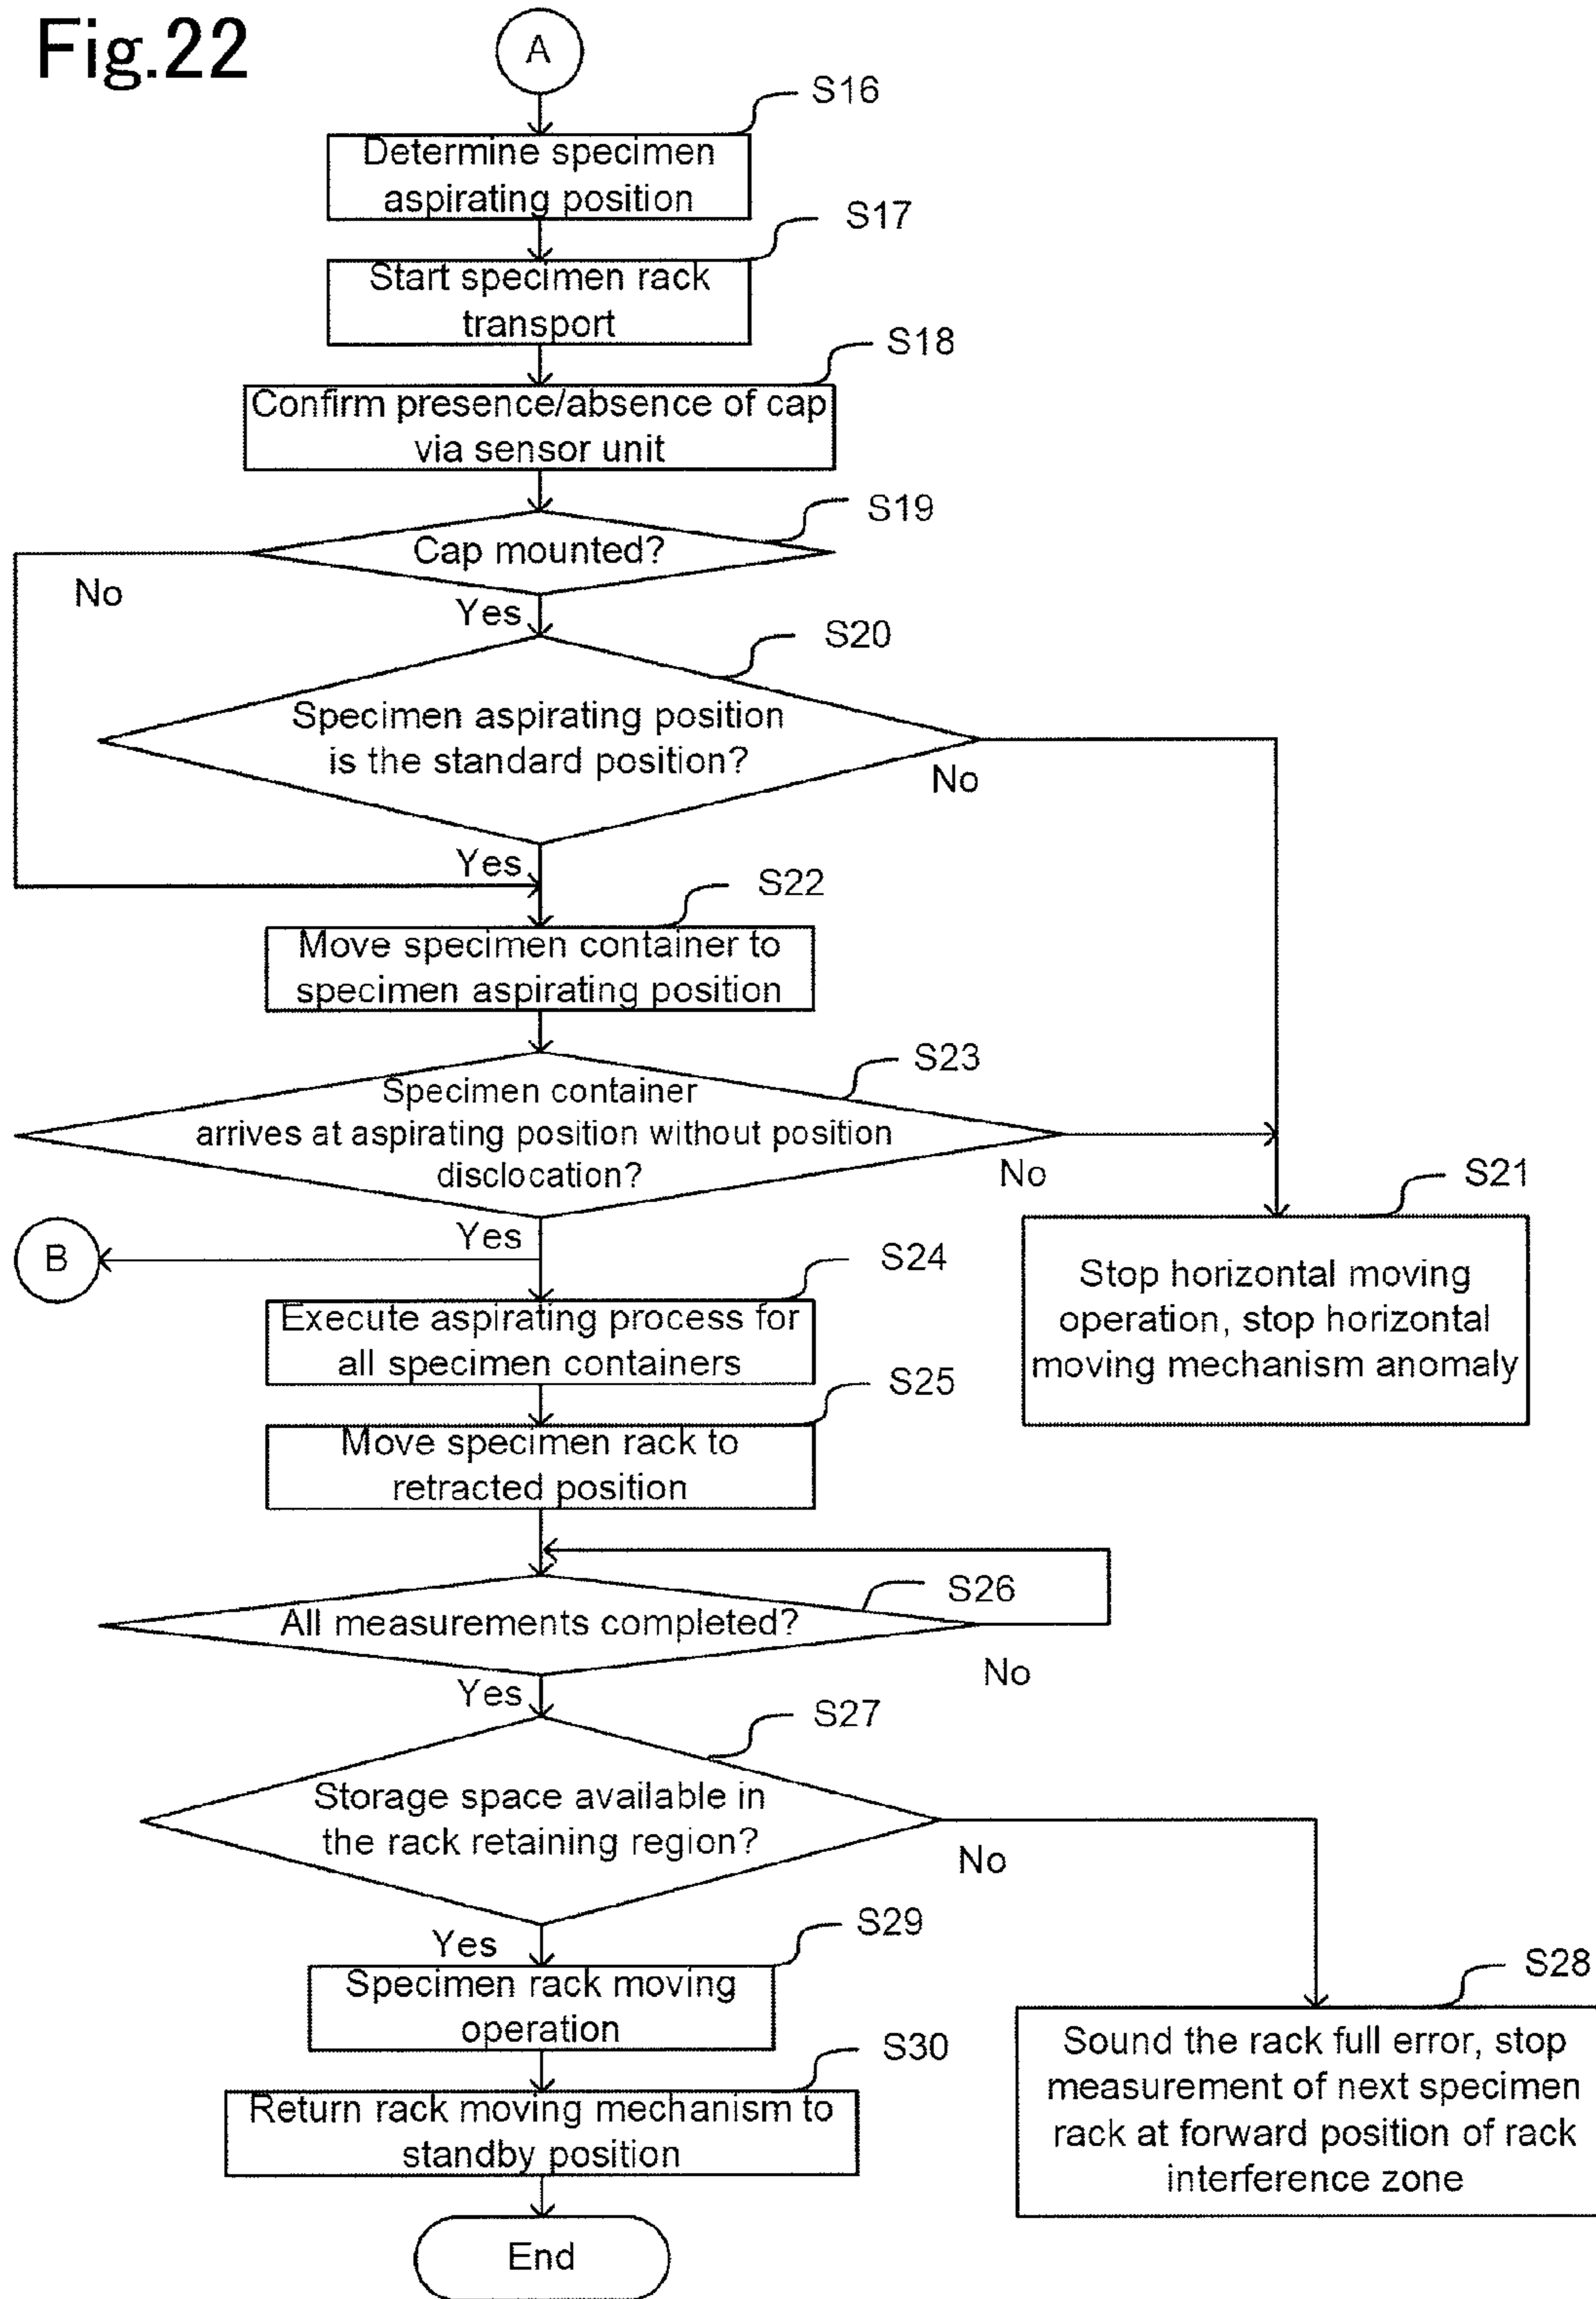 Fig.22
A
S16
Determine specimen
aspirating position
S17
Start specimen rack
transport
S18
Confirm presence/absence of cap
via sensor unit
S19
Cap mounted?
No
Yes
S20
Specimen aspirating position
is the standard position?
No
Yes
S22
Move specimen container to
specimen aspirating position
S23
Specimen container
arrives at aspirating position without position
disclocation?
No
S21
Stop horizontal moving
operation, stop horizontal
moving mechanism anomaly
Yes
B
S24
Execute aspirating process for
all specimen containers
S25
Move specimen rack to
retracted position
S26
All measurements completed?
No
Yes
S27
Storage space available in
the rack retaining region?
No
Yes
S29
Specimen rack moving
operation
S28
Sound the rack full error, stop
measurement of next specimen
rack at forward position of rack
interference zone
S30
Return rack moving mechanism to
standby position
End